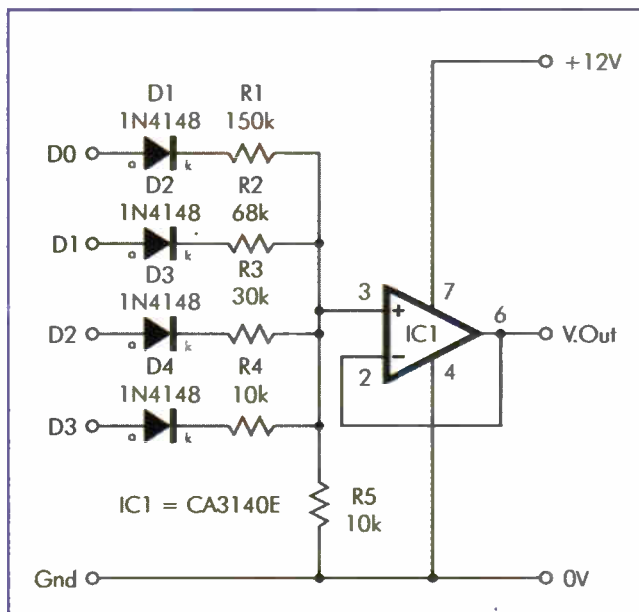 +12V
D1 R1
1N4148 150k
D0 a k
D2 R2
1N4148 68k
D1 a k
D3 R3
1N4148 30k
3 7
+ 6
IC1 V.Out
D2 a k
D4 R4
2 − 4
1N4148 10k
D3 a k
IC1 = CA3140E R5
10k
Gnd 0V